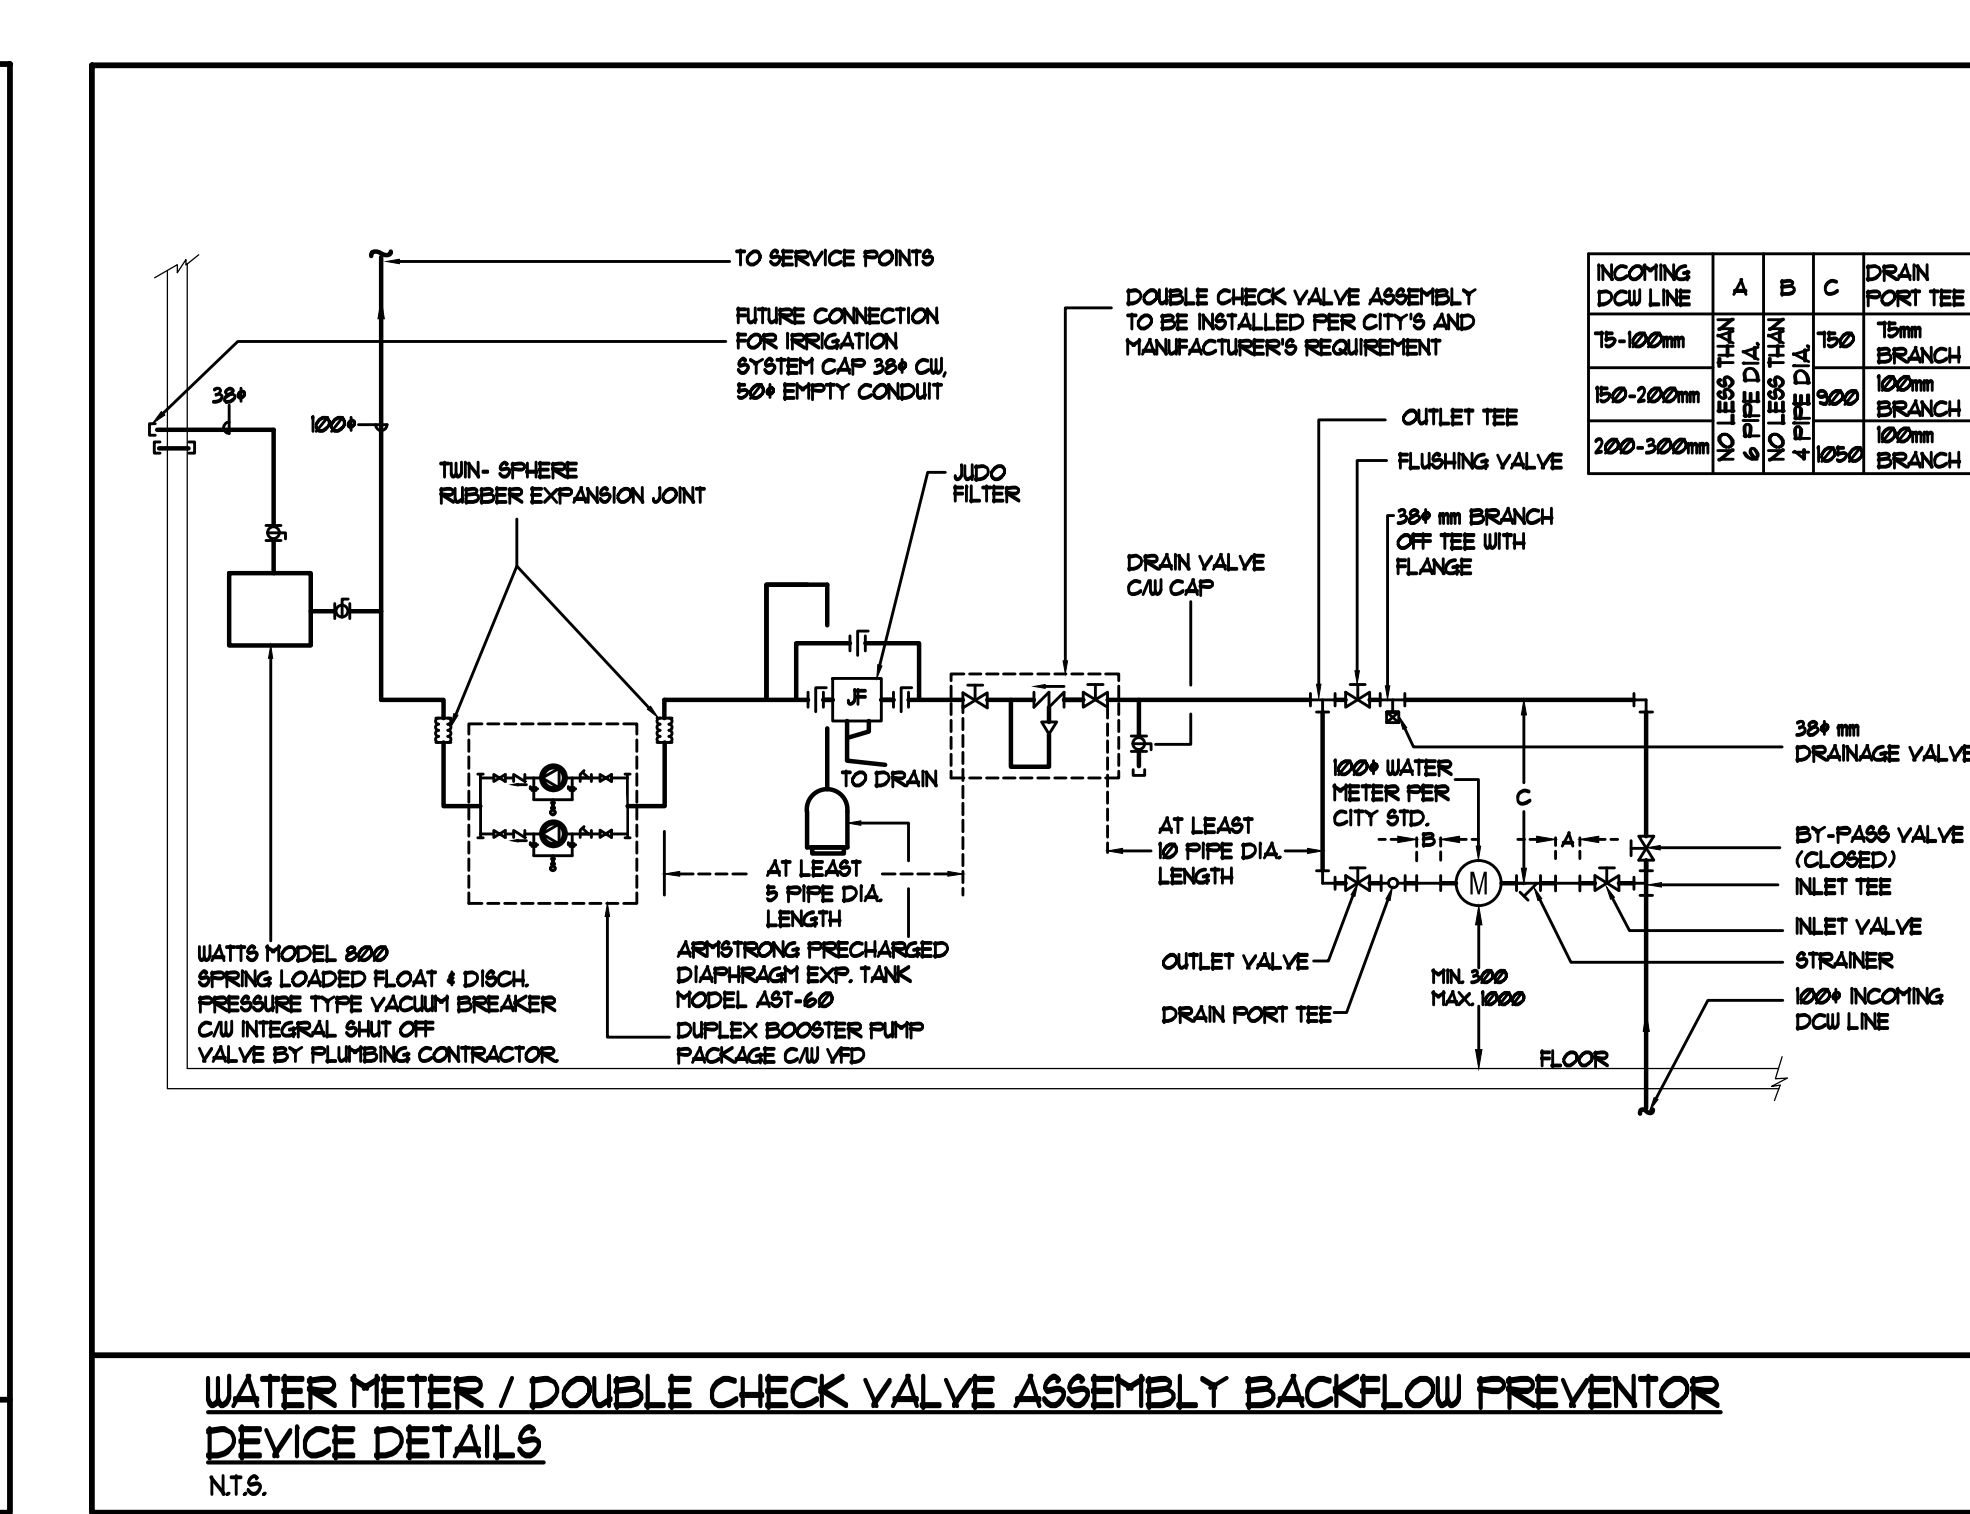 TO SERVICE POINTS
FUTURE CONNECTION
FOR IRRIGATION
SYSTEM CAP 38ϕ CW,
50ϕ EMPTY CONDUIT
38ϕ
100ϕ
TWIN- SPHERE
RUBBER EXPANSION JOINT
JUDO
FILTER
DOUBLE CHECK VALVE ASSEMBLY
TO BE INSTALLED PER CITY'S AND
MANUFACTURER'S REQUIREMENT
OUTLET TEE
FLUSHING VALVE
38ϕ mm BRANCH
OFF TEE WITH
FLANGE
DRAIN VALVE
C/W CAP
INCOMING
DCW LINE
A
B
C
DRAIN
PORT TEE
75-100mm
150-200mm
200-300mm
NO LESS THAN
6 PIPE DIA.
NO LESS THAN
4 PIPE DIA.
750
900
1050
75mm
BRANCH
100mm
BRANCH
100mm
BRANCH
JF
TO DRAIN
100ϕ WATER
METER PER
CITY STD.
B
A
C
M
AT LEAST
10 PIPE DIA.
LENGTH
AT LEAST
5 PIPE DIA.
LENGTH
38ϕ mm
DRAINAGE VALVE
BY-PASS VALVE
(CLOSED)
INLET TEE
INLET VALVE
STRAINER
100ϕ INCOMING
DCW LINE
OUTLET VALVE
DRAIN PORT TEE
MIN. 300
MAX. 1000
FLOOR
WATTS MODEL 800
SPRING LOADED FLOAT & DISCH.
PRESSURE TYPE VACUUM BREAKER
C/W INTEGRAL SHUT OFF
VALVE BY PLUMBING CONTRACTOR.
ARMSTRONG PRECHARGED
DIAPHRAGM EXP. TANK
MODEL AST-60
DUPLEX BOOSTER PUMP
PACKAGE C/W VFD
WATER METER / DOUBLE CHECK VALVE ASSEMBLY BACKFLOW PREVENTOR
DEVICE DETAILS
N.T.S.